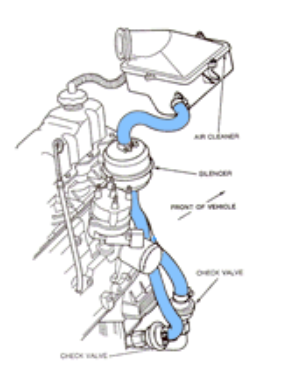 AIR CLEANER
SILENCER
FRONT OF VEHICLE
CHECK VALVE
CHECK VALVE